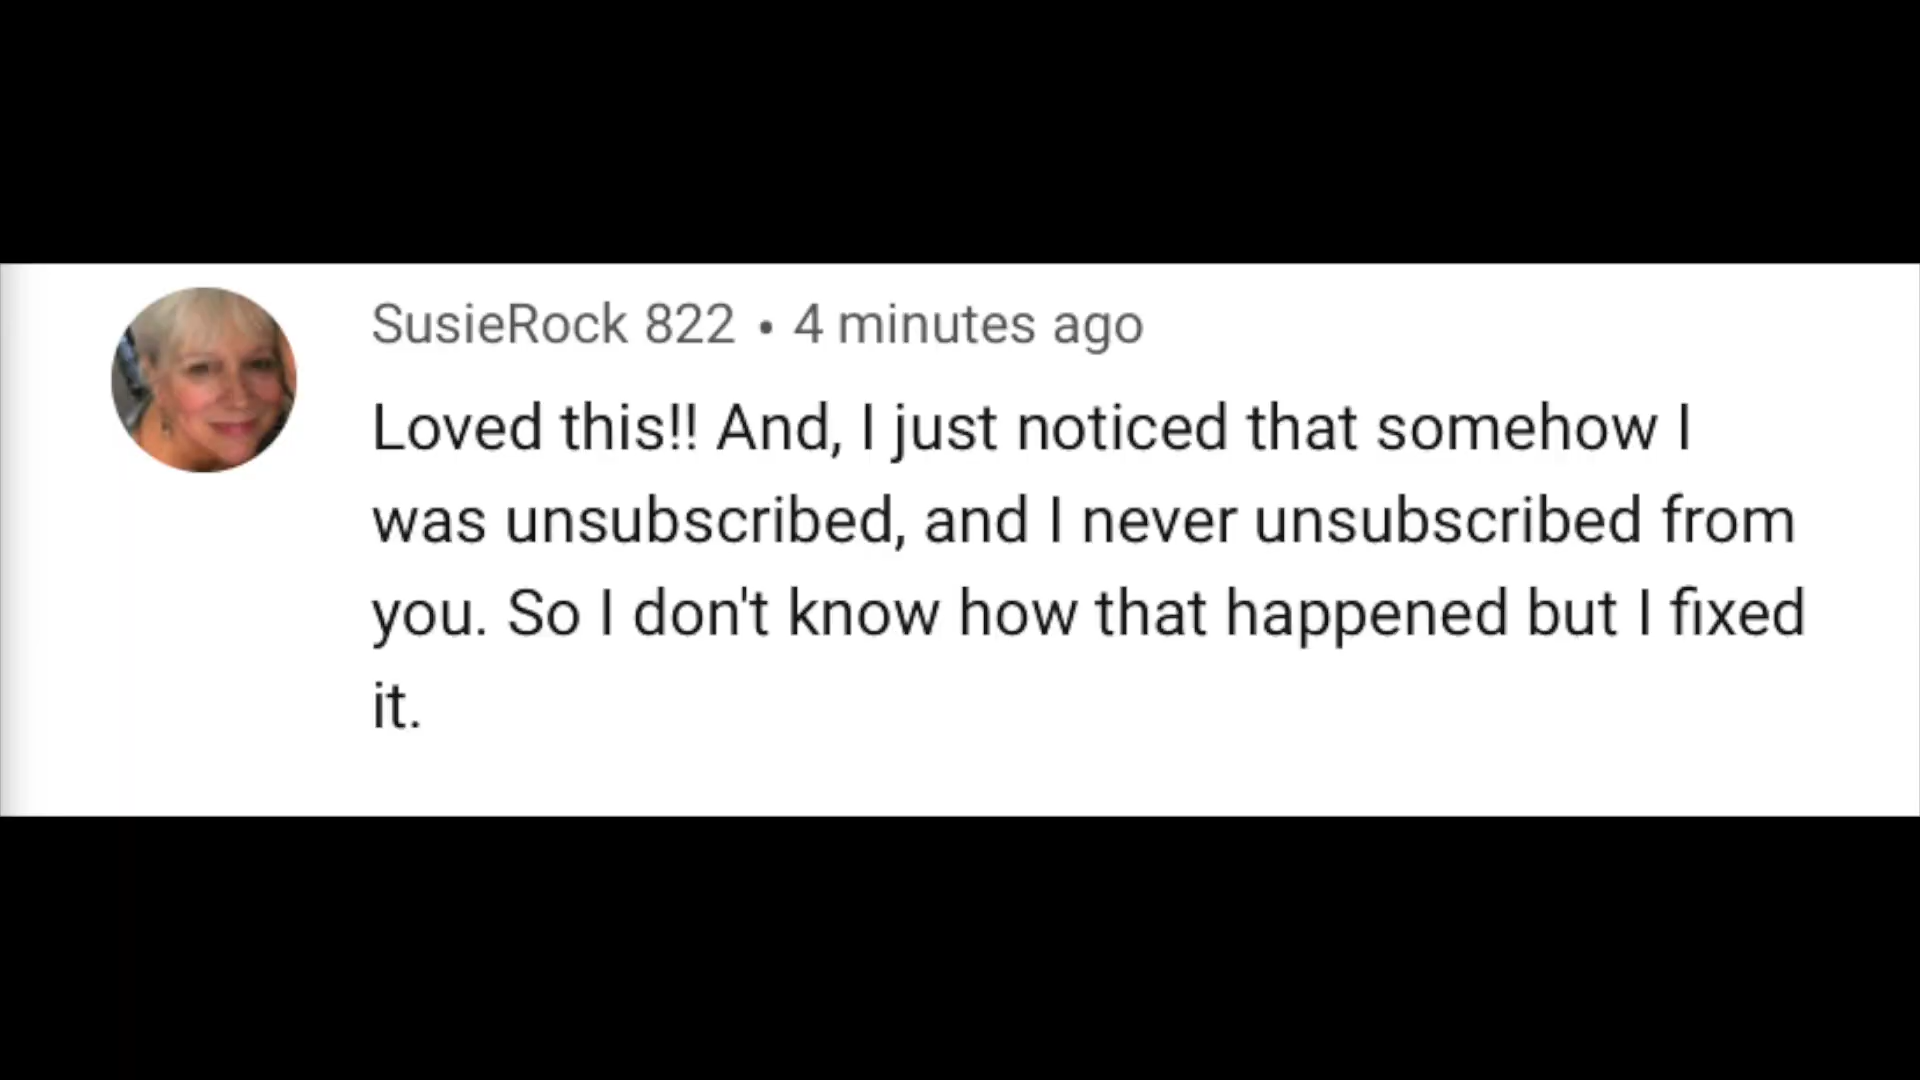 SusieRock 822 • 4 minutes ago
Loved this!! And, I just noticed that somehow I
was unsubscribed, and I never unsubscribed from
you. So I don't know how that happened but I fixed
it.